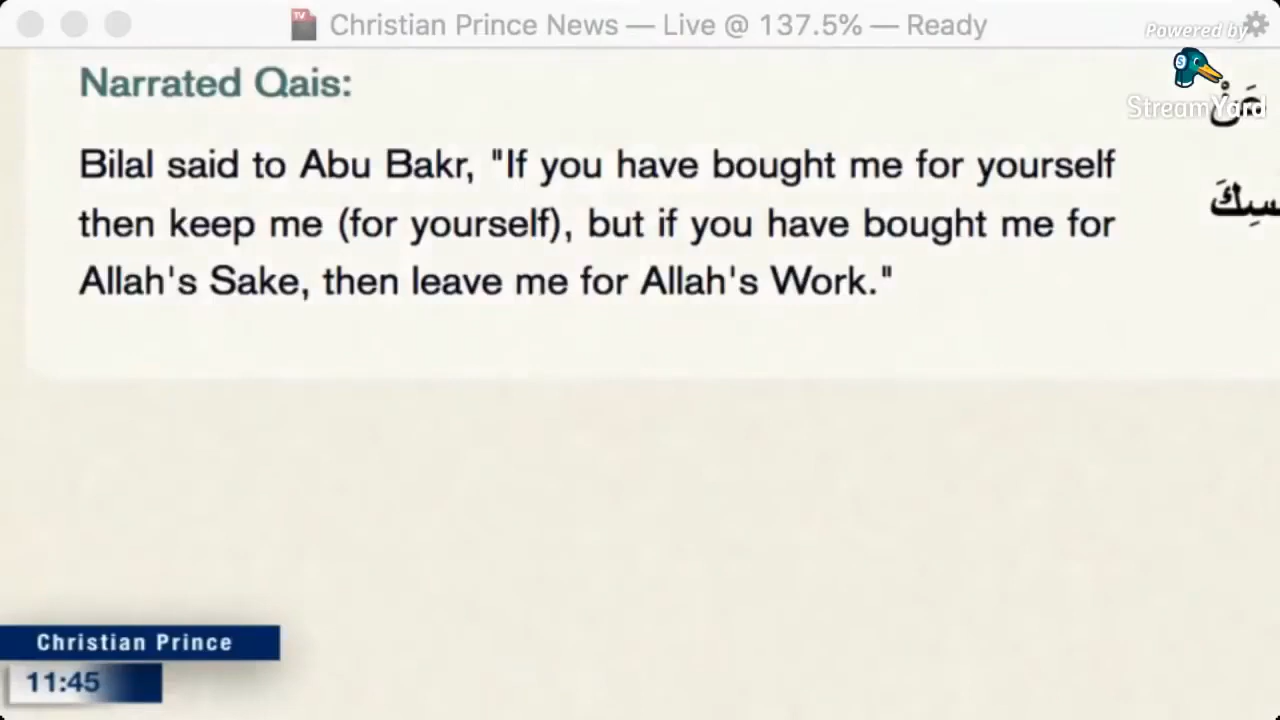 TV
Christian Prince News — Live @ 137.5% — Ready
Powered by
StreamYard
Narrated Qais:
عَنْ
Bilal said to Abu Bakr, "If you have bought me for yourself
then keep me (for yourself), but if you have bought me for
Allah's Sake, then leave me for Allah's Work."
Christian Prince
11:45